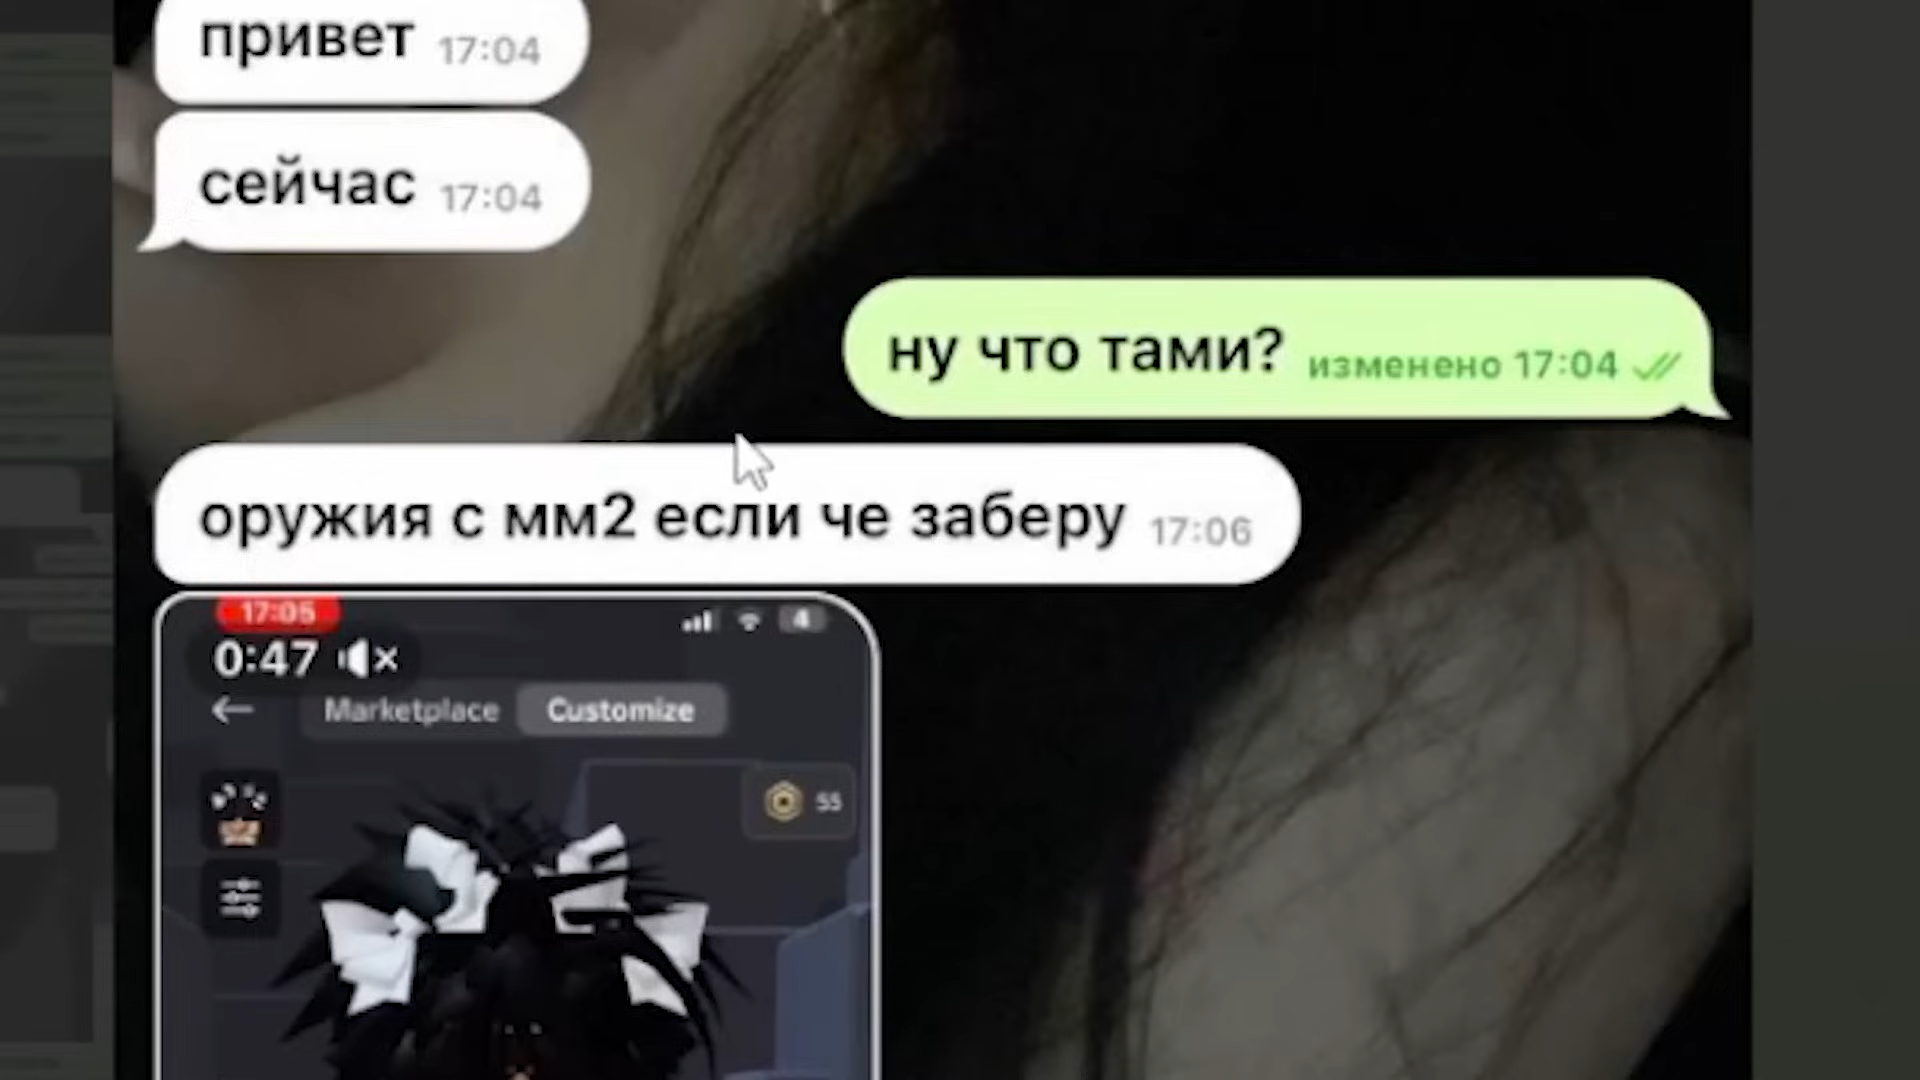 привет 17:04
сейчас 17:04
ну что тами? изменено 17:04
оружия с мм2 если че заберу 17:06
17:05
4
0:47
Marketplace Customize
55